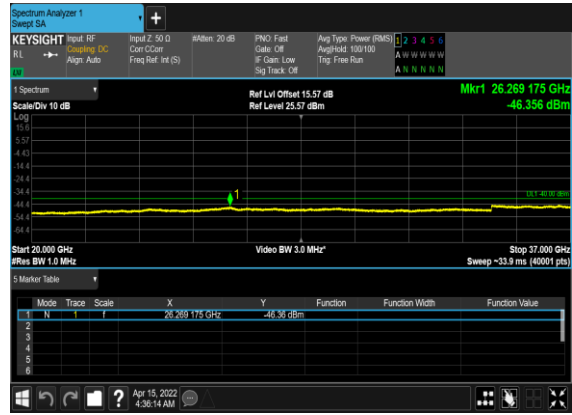 Spectrum Analyzer 1
Swept SA
+
KEYSIGHT Input: RF Input Z: 50 Ω #Atten: 20 dB PNO: Fast Avg Type: Power (RMS) 1 2 3 4 5 6
RL Coupling: DC Corr CCorr Gate: Off Avg|Hold: 100/100 A W W W W W
Align: Auto Freq Ref: Int (S) IF Gain: Low Trig: Free Run
LW Sig Track: Off A N N N N N
1 Spectrum Ref Lvl Offset 15.57 dB Mkr1 26.269 175 GHz
Scale/Div 10 dB Ref Level 25.57 dBm -46.356 dBm
Log
15.6
5.57
-4.43
-14.4
-24.4
-34.4 1 DL1 -40.00 dBm
-44.4
-54.4
-64.4
Start 20.000 GHz Video BW 3.0 MHz* Stop 37.000 GHz
#Res BW 1.0 MHz Sweep ~33.9 ms (40001 pts)
5 Marker Table
Mode Trace Scale X Y Function Function Width Function Value
1 N 1 f 26.269 175 GHz -46.36 dBm
2
3
4
5
6
? Apr 15, 2022
4:36:14 AM